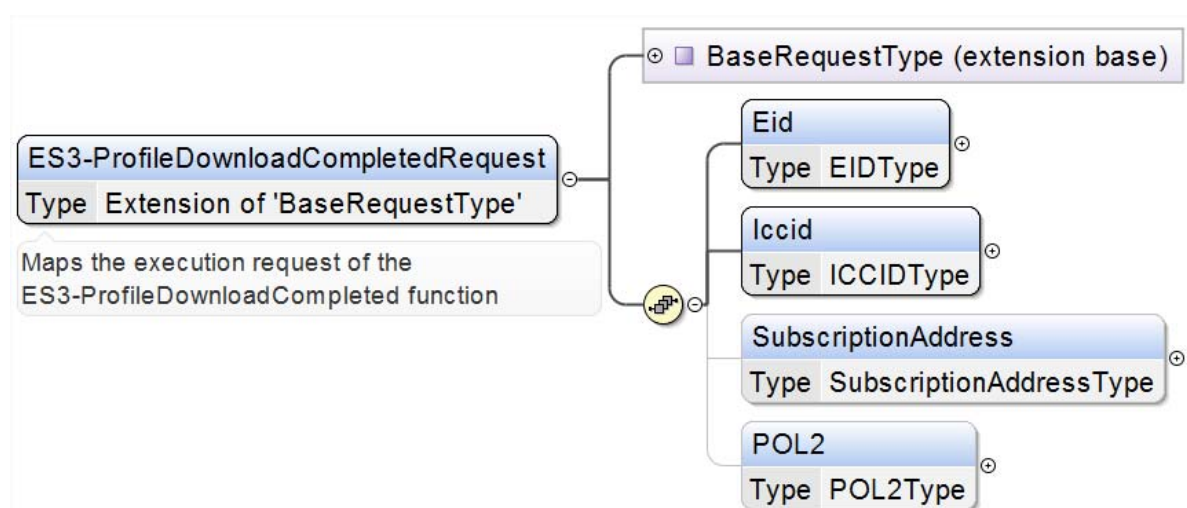 BaseRequestType (extension base)
ES3-ProfileDownloadCompletedRequest
Type Extension of 'BaseRequestType'
Maps the execution request of the
ES3-ProfileDownloadCompleted function
Eid
Type EIDType
Iccid
Type ICCIDType
SubscriptionAddress
Type SubscriptionAddressType
POL2
Type POL2Type